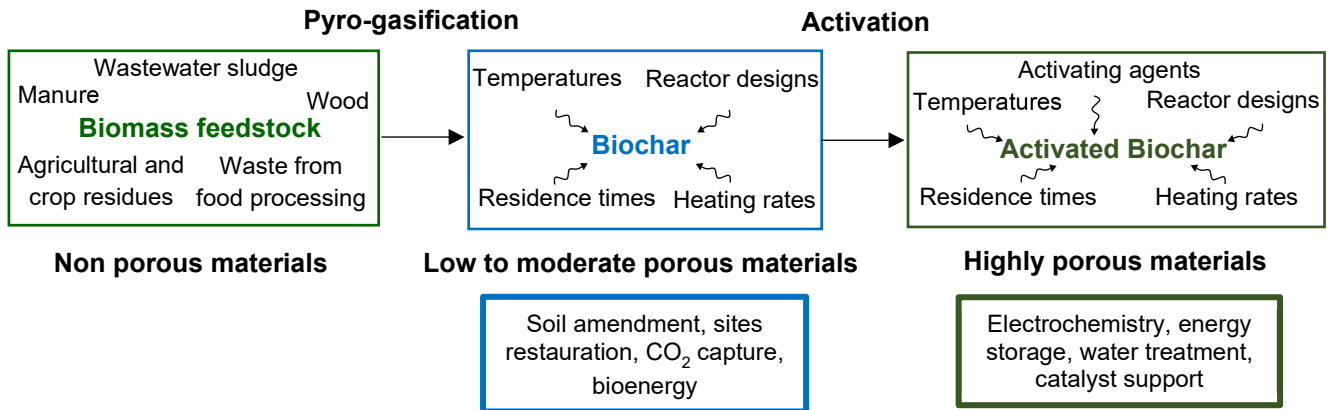 Pyro-gasification
Activation
Wastewater sludge
Manure
Wood
Biomass feedstock
Agricultural and
crop residues
Waste from
food processing
Temperatures
Reactor designs
Biochar
Residence times
Heating rates
Activating agents
Temperatures
Reactor designs
Activated Biochar
Residence times
Heating rates
Non porous materials
Low to moderate porous materials
Highly porous materials
Soil amendment, sites
restauration, CO₂ capture,
bioenergy
Electrochemistry, energy
storage, water treatment,
catalyst support